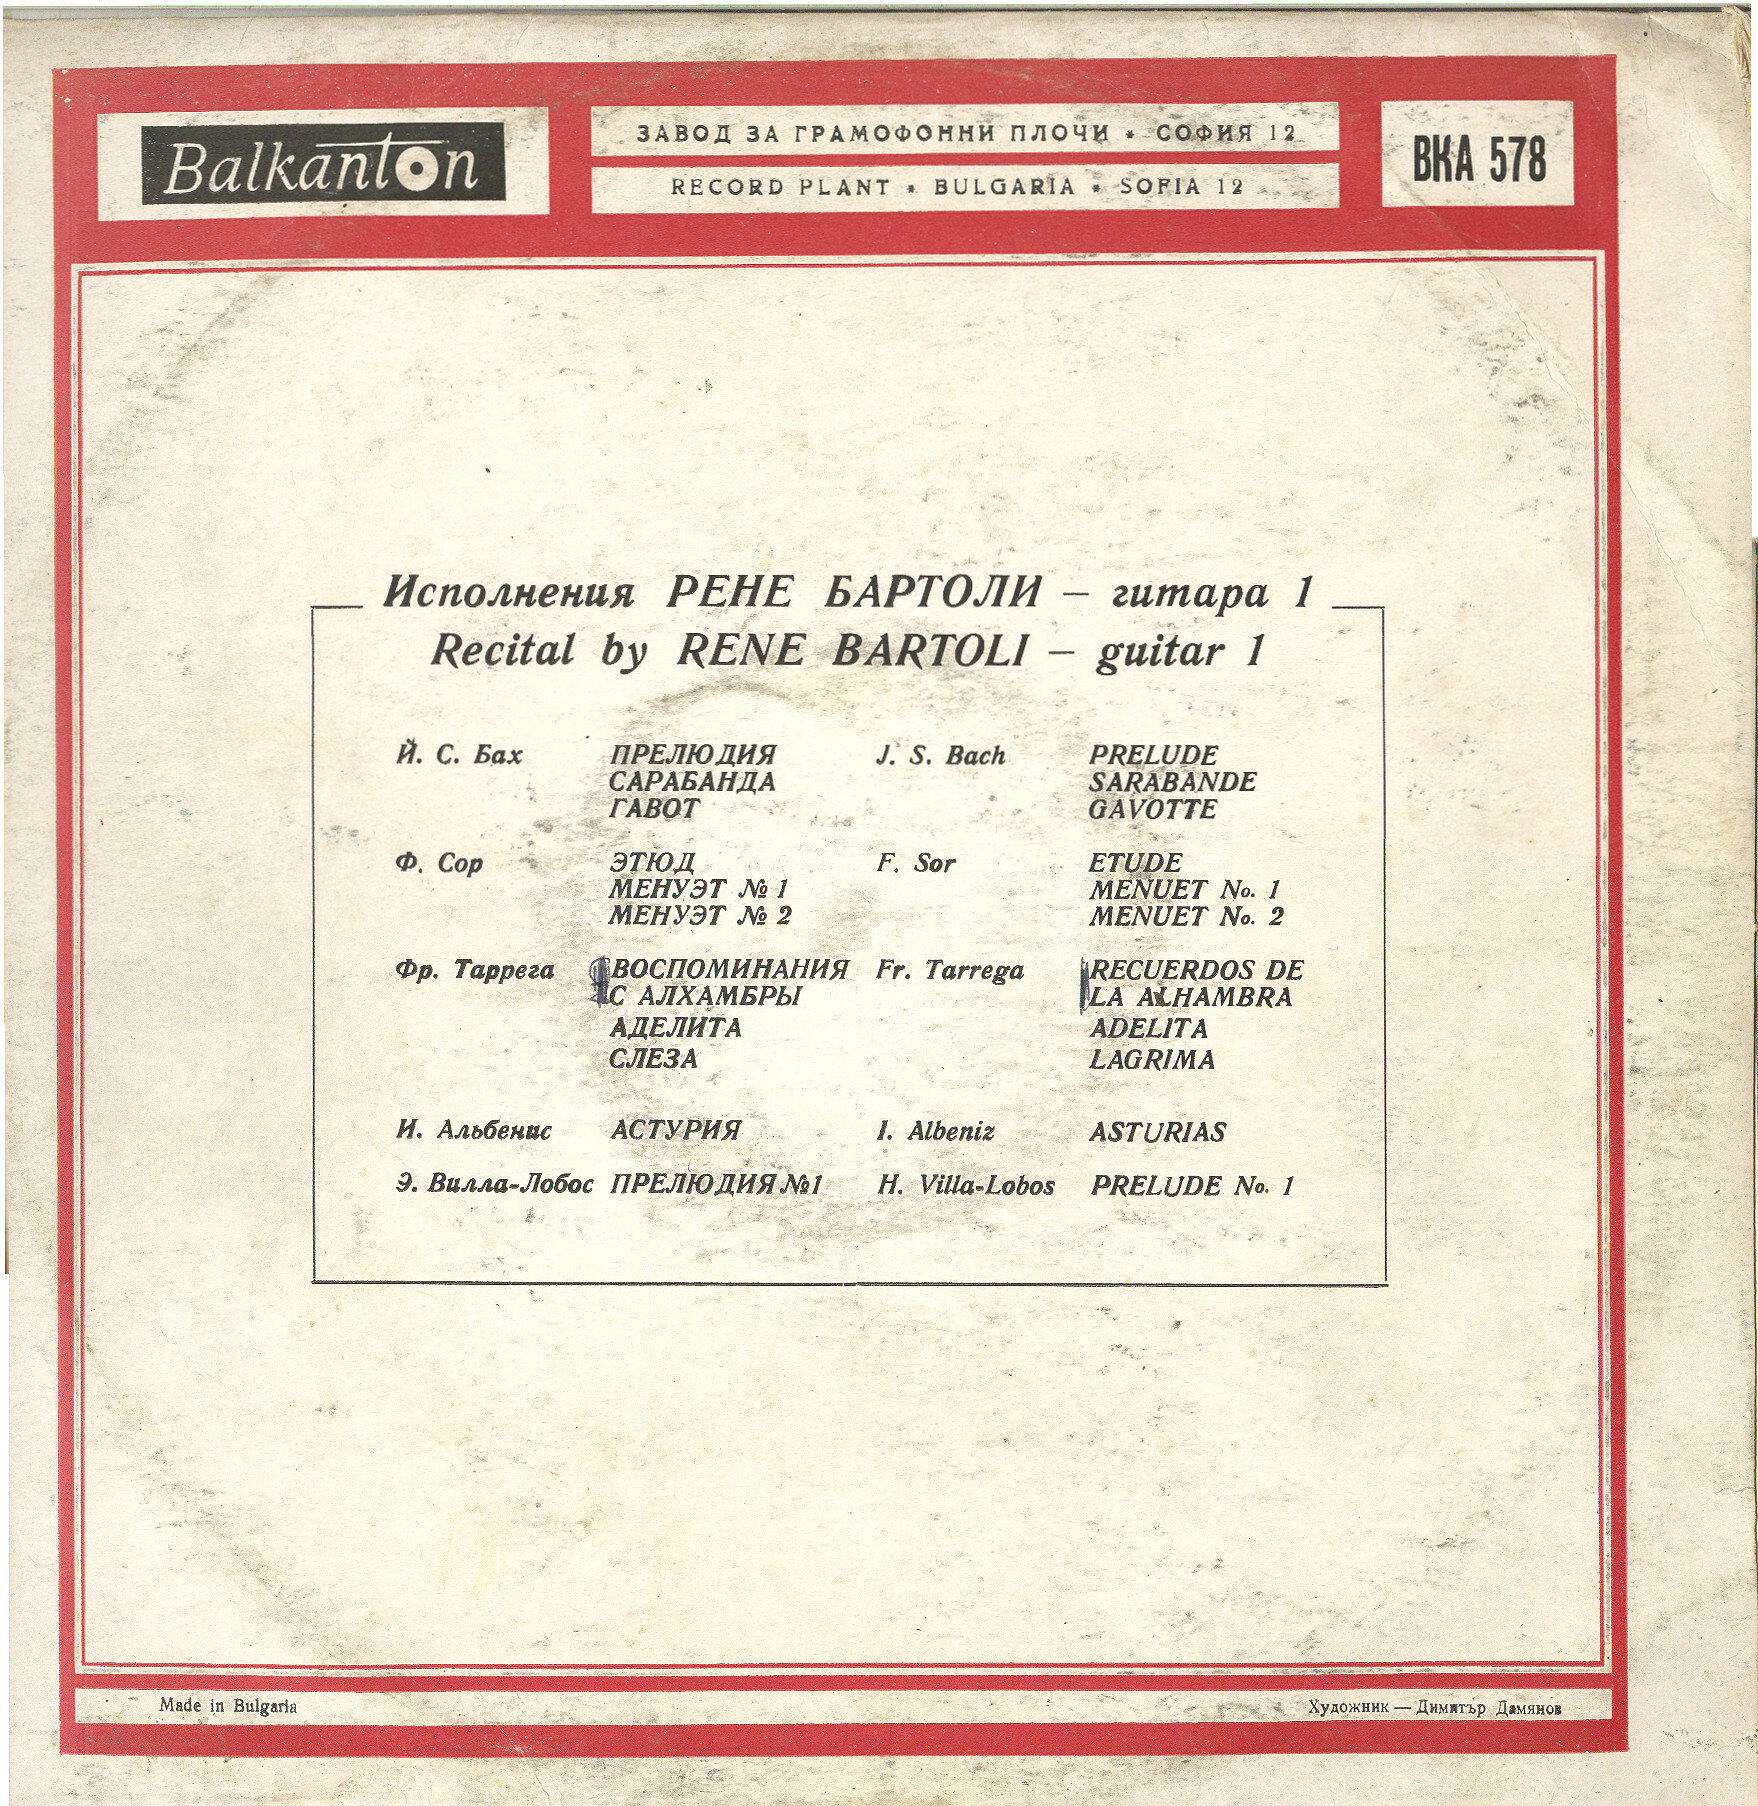 Balkanton
ЗАВОД ЗА ГРАМОФОННИ ПЛОЧИ * СОФИЯ 12
RECORD PLANT * BULGARIA * SOFIA 12
ВКА 578
Исполнения РЕНЕ БАРТОЛИ — гитара 1
Recital by RENE BARTOLI — guitar 1
Й. С. Бах ПРЕЛЮДИЯ J. S. Bach PRELUDE
САРАБАНДА SARABANDE
ГАВОТ GAVOTTE
Ф. Сор ЭТЮД F. Sor ETUDE
МЕНУЭТ № 1 MENUET No. 1
МЕНУЭТ № 2 MENUET No. 2
Фр. Таррега ВОСПОМИНАНИЯ Fr. Tarrega RECUERDOS DE
С АЛХАМБРЫ LA ALHAMBRA
АДЕЛИТА ADELITA
СЛЕЗА LAGRIMA
И. Альбенис АСТУРИЯ I. Albeniz ASTURIAS
Э. Вилла-Лобос ПРЕЛЮДИЯ №1 H. Villa-Lobos PRELUDE No. 1
Made in Bulgaria
Художник — Димитър Дамянов